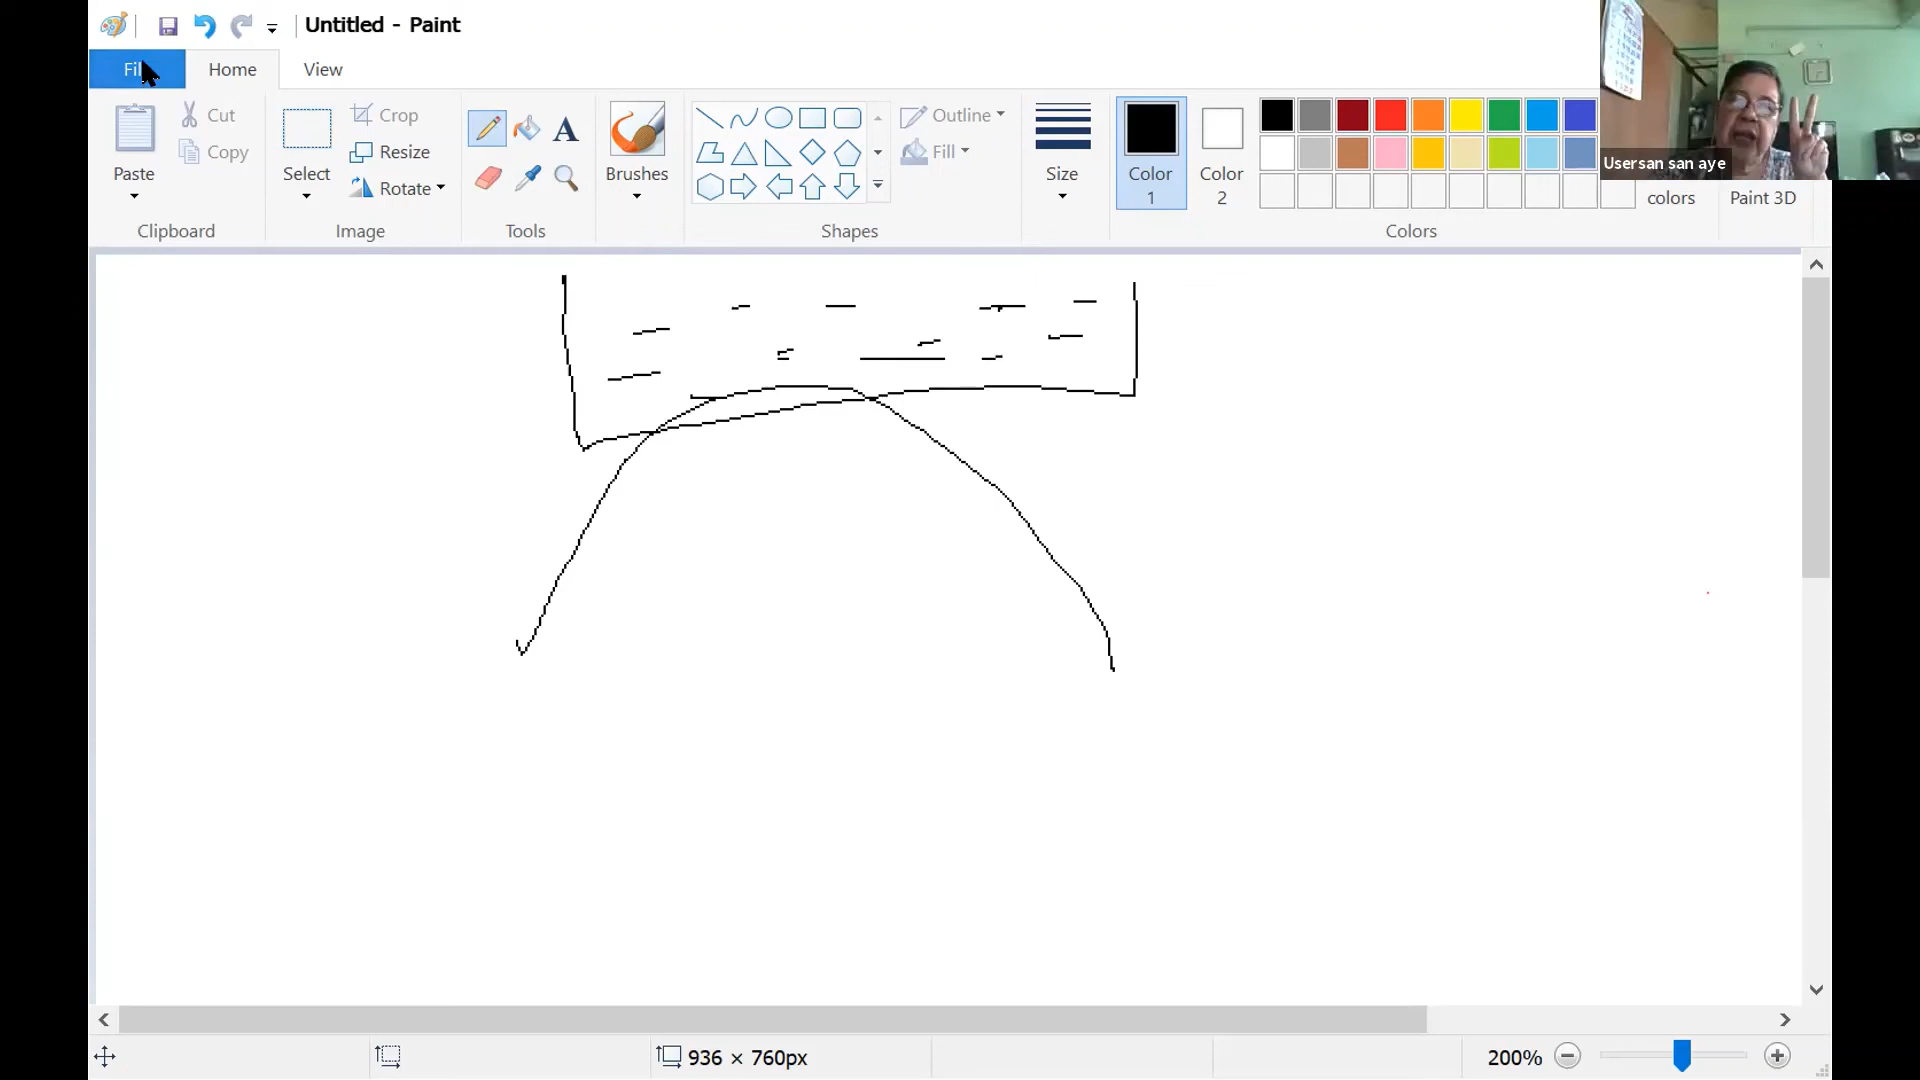 Untitled - Paint
Home View
Cut
Copy
Paste
Clipboard
Select
Crop
Resize
Rotate
Image
A
Tools
Brushes
Outline
Fill
Shapes
Size
Color
1
Color
2
colors
Colors
Paint 3D
Usersan san aye
936 × 760px
200%